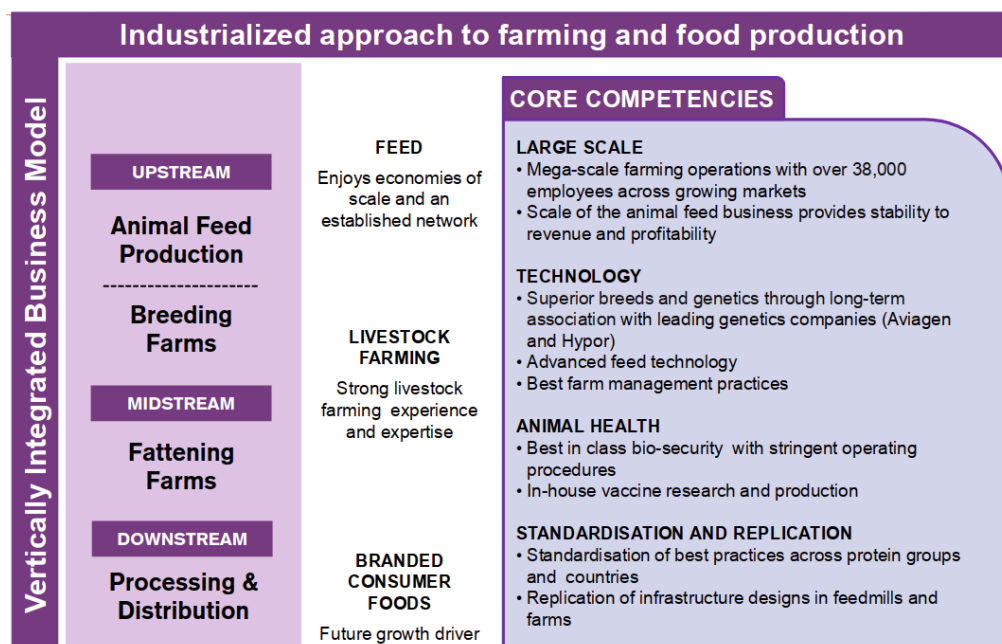 Industrialized approach to farming and food production
Vertically Integrated Business Model
UPSTREAM
Animal Feed
Production
---------------------
Breeding
Farms
MIDSTREAM
Fattening
Farms
DOWNSTREAM
Processing &
Distribution
FEED
Enjoys economies of
scale and an
established network
LIVESTOCK
FARMING
Strong livestock
farming experience
and expertise
BRANDED
CONSUMER
FOODS
Future growth driver
CORE COMPETENCIES
LARGE SCALE
• Mega-scale farming operations with over 38,000
employees across growing markets
• Scale of the animal feed business provides stability to
revenue and profitability
TECHNOLOGY
• Superior breeds and genetics through long-term
association with leading genetics companies (Aviagen
and Hypor)
• Advanced feed technology
• Best farm management practices
ANIMAL HEALTH
• Best in class bio-security with stringent operating
procedures
• In-house vaccine research and production
STANDARDISATION AND REPLICATION
• Standardisation of best practices across protein groups
and countries
• Replication of infrastructure designs in feedmills and
farms